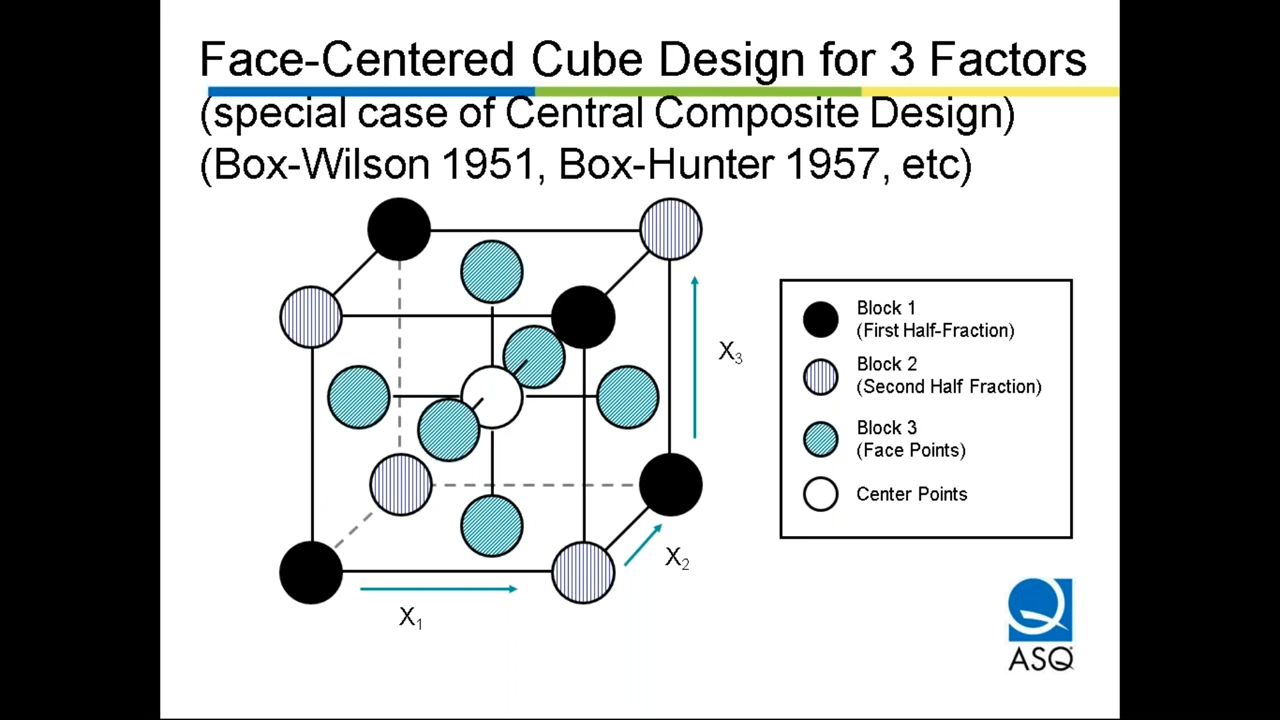 Face-Centered Cube Design for 3 Factors
(special case of Central Composite Design)
(Box-Wilson 1951, Box-Hunter 1957, etc)
Block 1
(First Half-Fraction)
Block 2
(Second Half Fraction)
Block 3
(Face Points)
Center Points
X3
X2
X1
ASQ